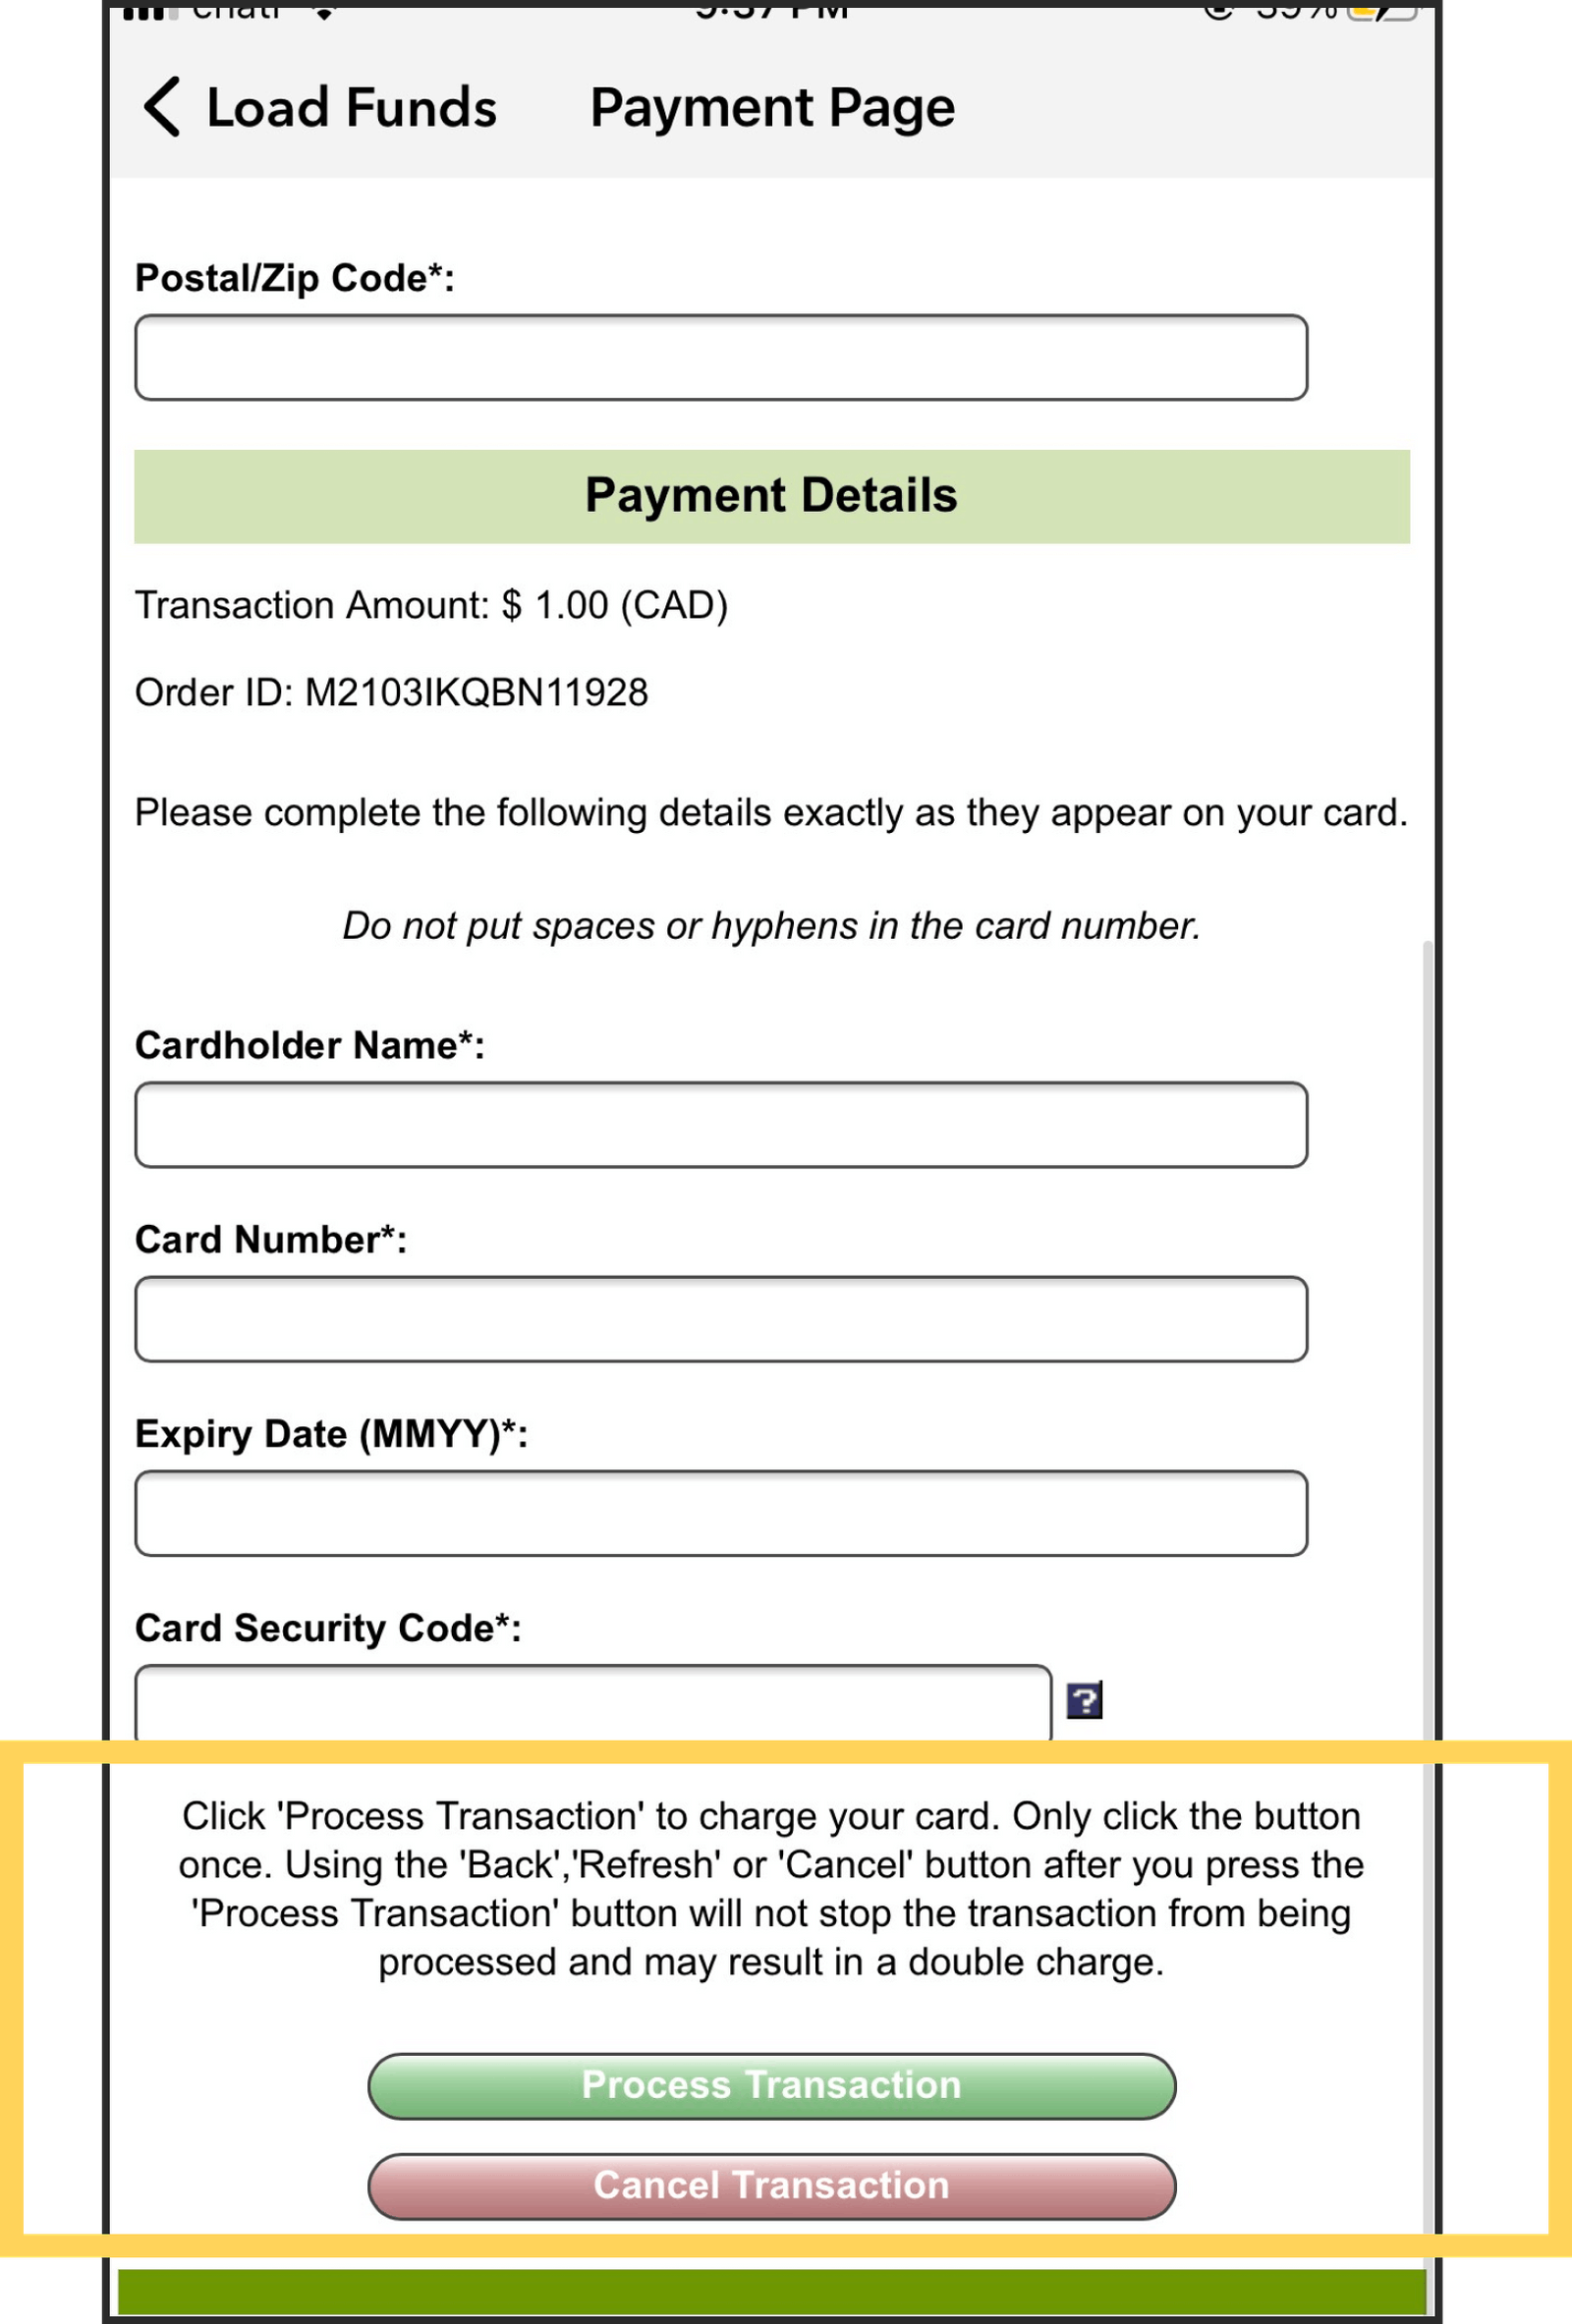 Load Funds
Payment Page
Postal/Zip Code*:
Payment Details
Transaction Amount: $ 1.00 (CAD)
Order ID: M2103IKQBN11928
Please complete the following details exactly as they appear on your card.
Do not put spaces or hyphens in the card number.
Cardholder Name*:
Card Number*:
Expiry Date (MMYY)*:
Card Security Code*:
?
Click 'Process Transaction' to charge your card. Only click the button
once. Using the 'Back','Refresh' or 'Cancel' button after you press the
'Process Transaction' button will not stop the transaction from being
processed and may result in a double charge.
Process Transaction
Cancel Transaction